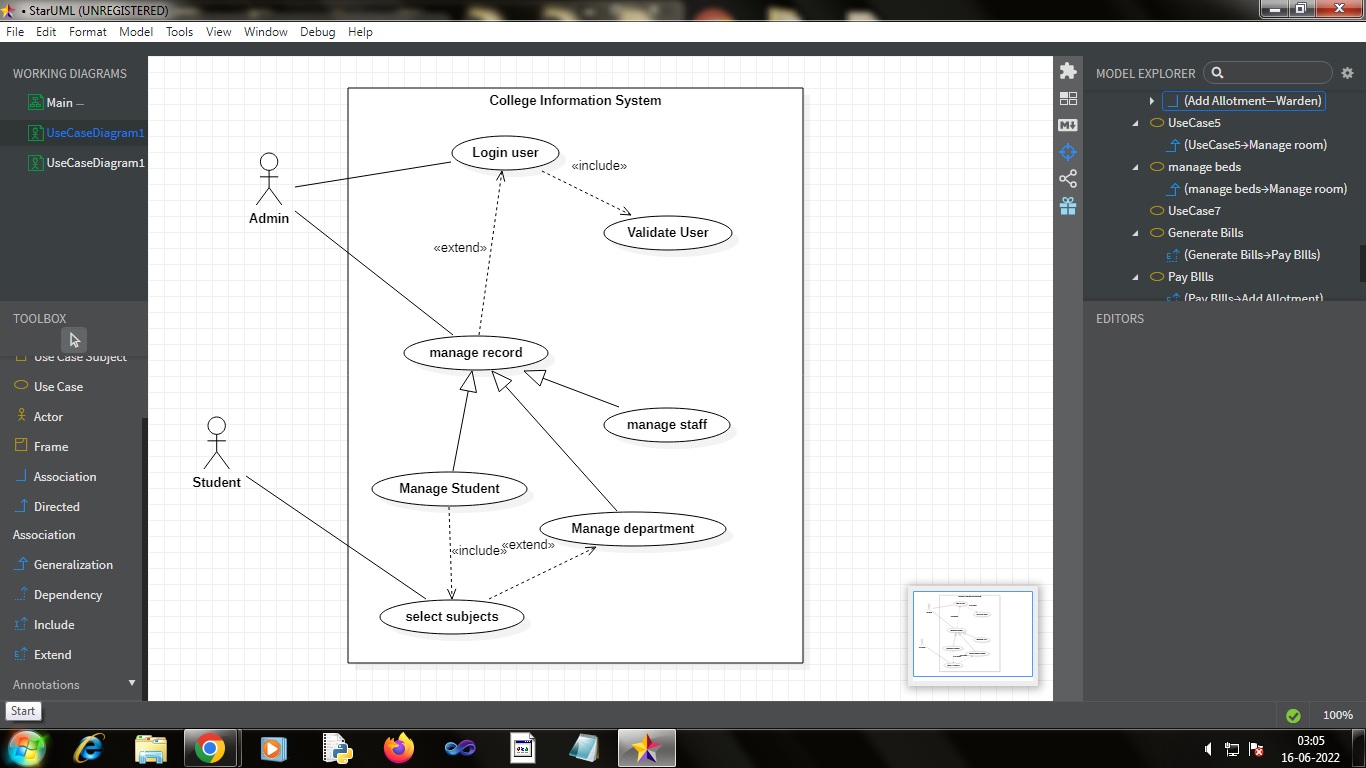 • StarUML (UNREGISTERED)
File Edit Format Model Tools View Window Debug Help
WORKING DIAGRAMS
Main —
UseCaseDiagram1
UseCaseDiagram1
TOOLBOX
Use Case Subject
Use Case
Actor
Frame
Association
Directed
Association
Generalization
Dependency
Include
Extend
Annotations
Start
College Information System
Login user
«include»
Admin
Validate User
«extend»
manage record
manage staff
Student
Manage Student
Manage department
«include»
«extend»
select subjects
MODEL EXPLORER
(Add Allotment—Warden)
UseCase5
(UseCase5→Manage room)
manage beds
(manage beds→Manage room)
UseCase7
Generate Bills
(Generate Bills→Pay BIlls)
Pay BIlls
(Pay BIlls→Add Allotment)
EDITORS
M↓
100%
03:05
16-06-2022